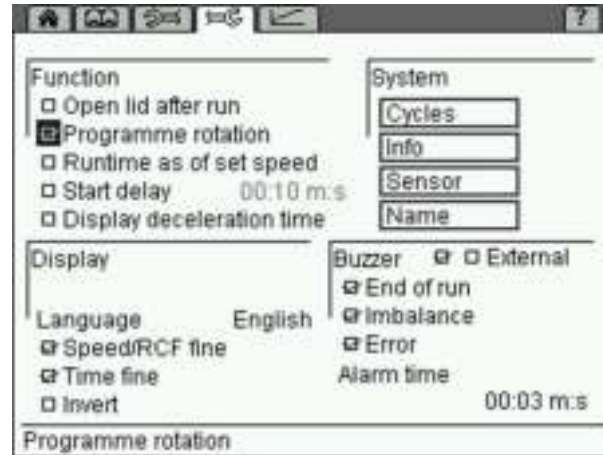 ?
Function
Open lid after run
Programme rotation
Runtime as of set speed
Start delay 00:10 m:s
Display deceleration time
System
Cycles
Info
Sensor
Name
Display
Language English
Speed/RCF fine
Time fine
Invert
Buzzer External
End of run
Imbalance
Error
Alarm time
00:03 m:s
Programme rotation